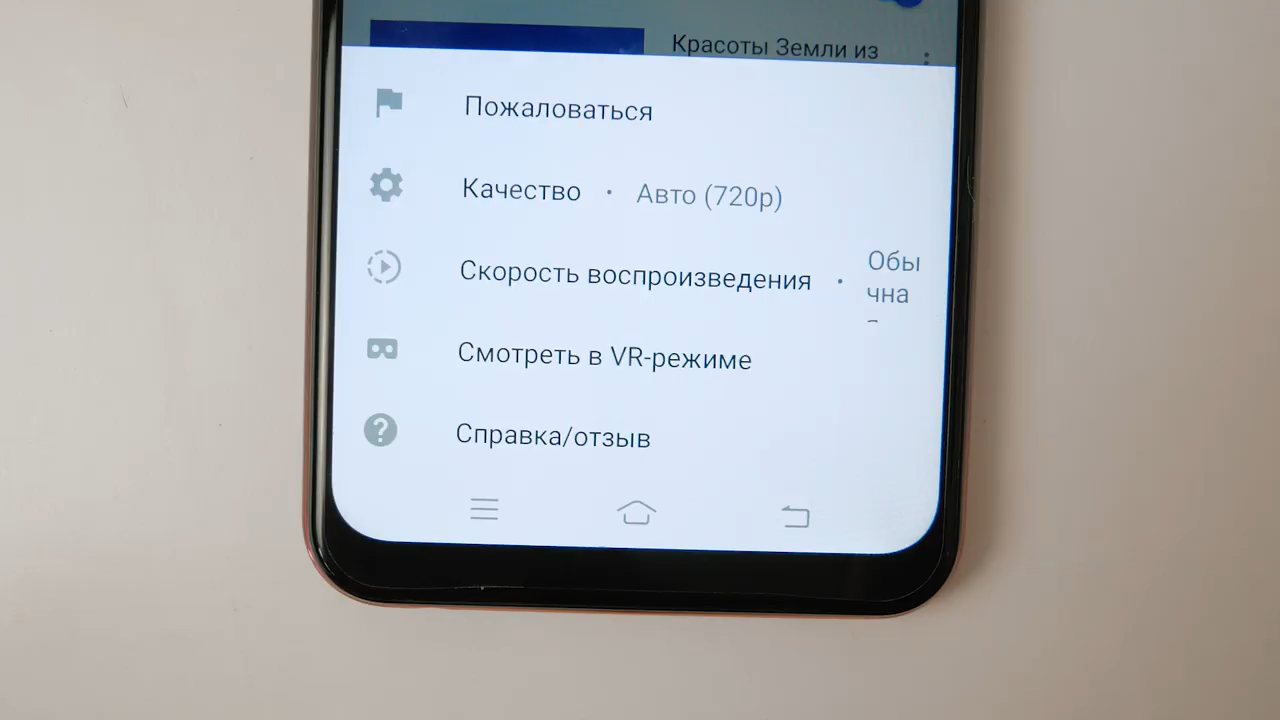 Красоты Земли из
Пожаловаться
Качество · Авто (720p)
Скорость воспроизведения · Обы
чна
Смотреть в VR-режиме
Справка/отзыв